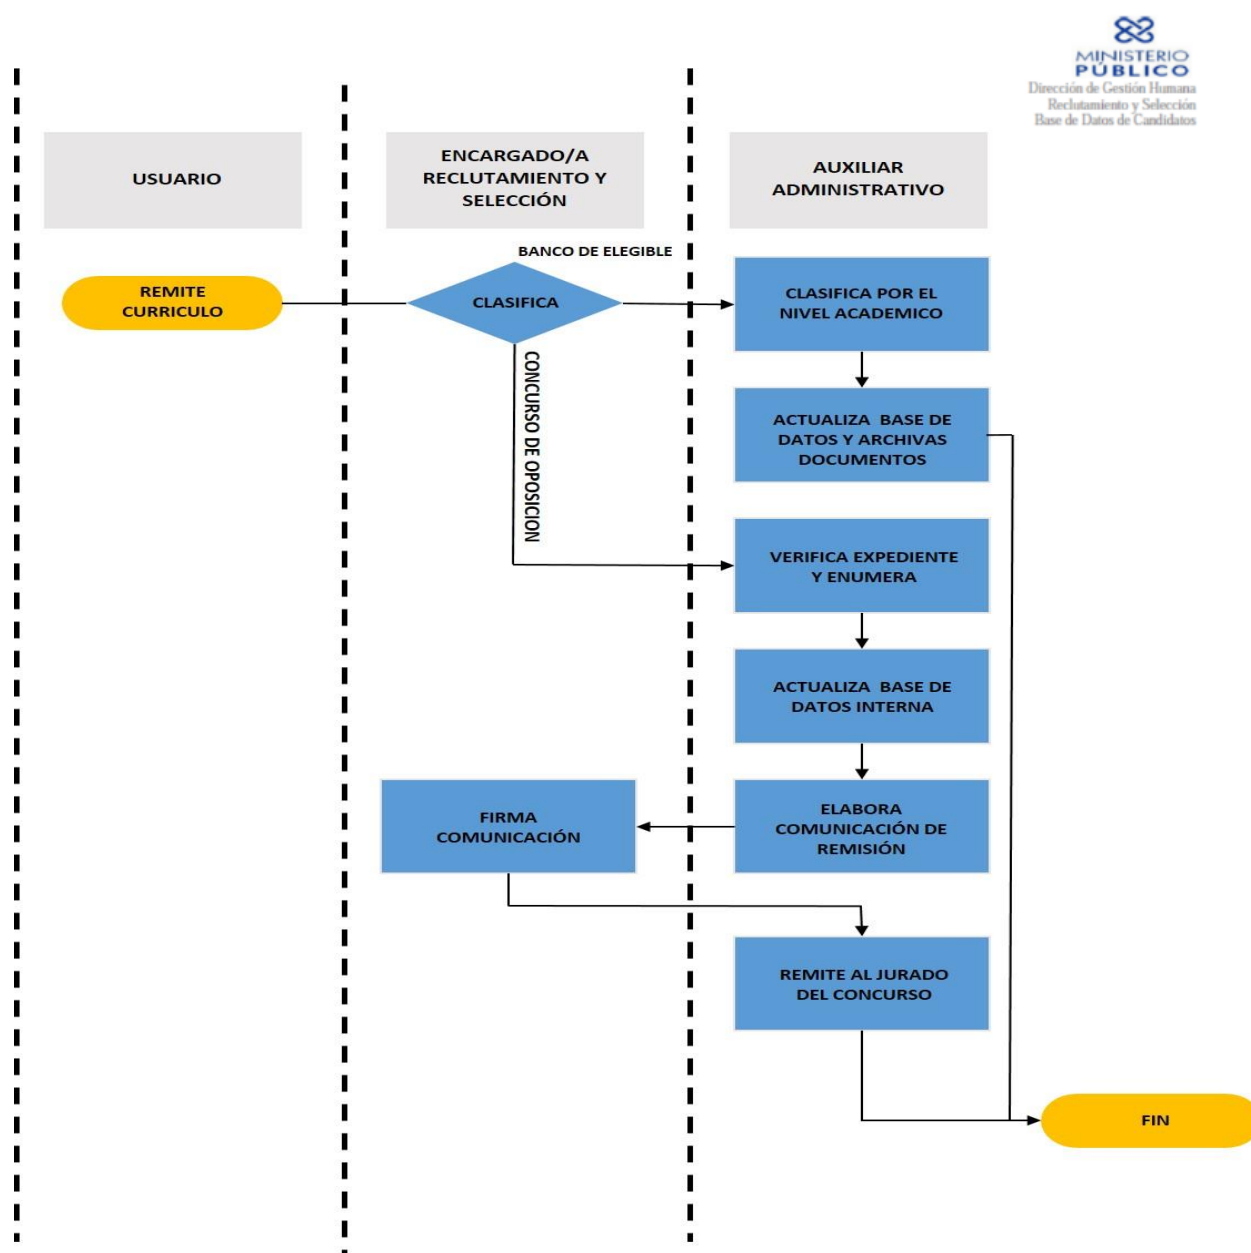 MINISTERIO
PÚBLICO
Dirección de Gestión Humana
Reclutamiento y Selección
Base de Datos de Candidatos
USUARIO
ENCARGADO/A
RECLUTAMIENTO Y
SELECCIÓN
AUXILIAR
ADMINISTRATIVO
BANCO DE ELEGIBLE
REMITE
CURRICULO
CLASIFICA
CLASIFICA POR EL
NIVEL ACADEMICO
CONCURSO DE OPOSICION
ACTUALIZA BASE DE
DATOS Y ARCHIVAS
DOCUMENTOS
VERIFICA EXPEDIENTE
Y ENUMERA
ACTUALIZA BASE DE
DATOS INTERNA
ELABORA
COMUNICACIÓN DE
REMISIÓN
FIRMA
COMUNICACIÓN
REMITE AL JURADO
DEL CONCURSO
FIN